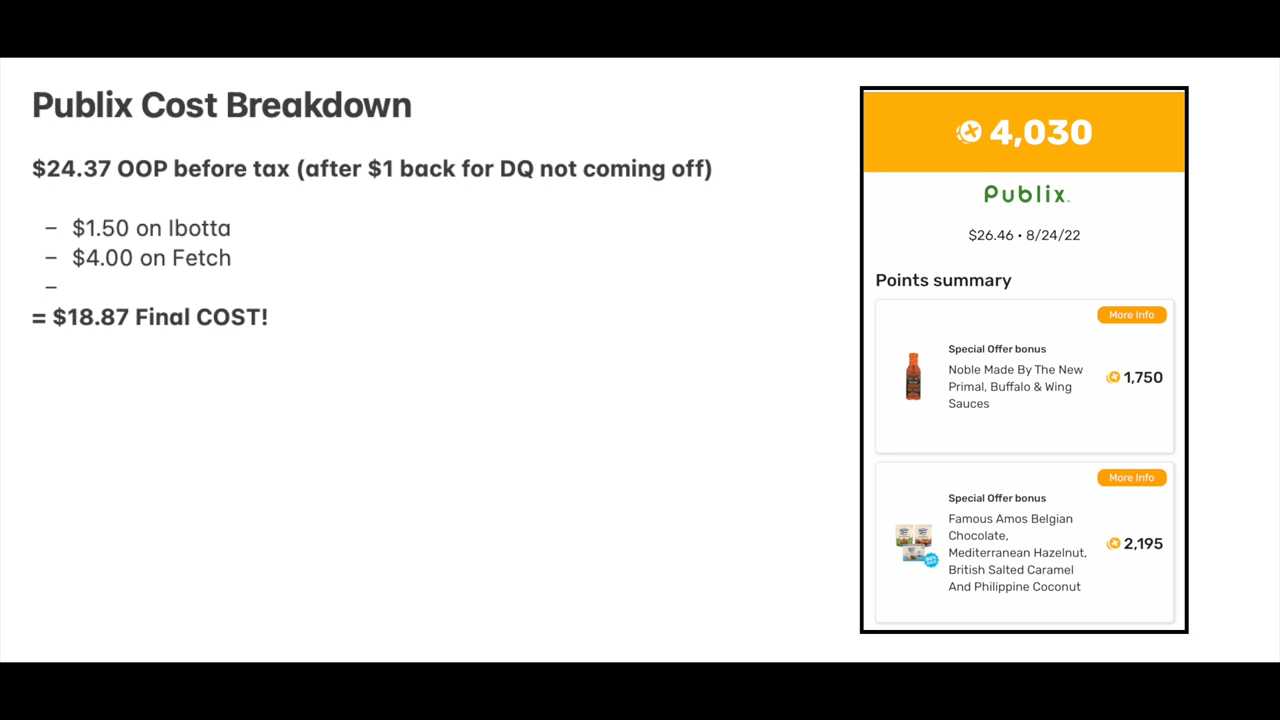 Publix Cost Breakdown
$24.37 OOP before tax (after $1 back for DQ not coming off)
– $1.50 on Ibotta
– $4.00 on Fetch
–
= $18.87 Final COST!
4,030
Publix.
$26.46 • 8/24/22
Points summary
More Info
Special Offer bonus
Noble Made By The New
Primal, Buffalo & Wing
Sauces
1,750
More Info
Special Offer bonus
Famous Amos Belgian
Chocolate,
Mediterranean Hazelnut,
British Salted Caramel
And Philippine Coconut
2,195